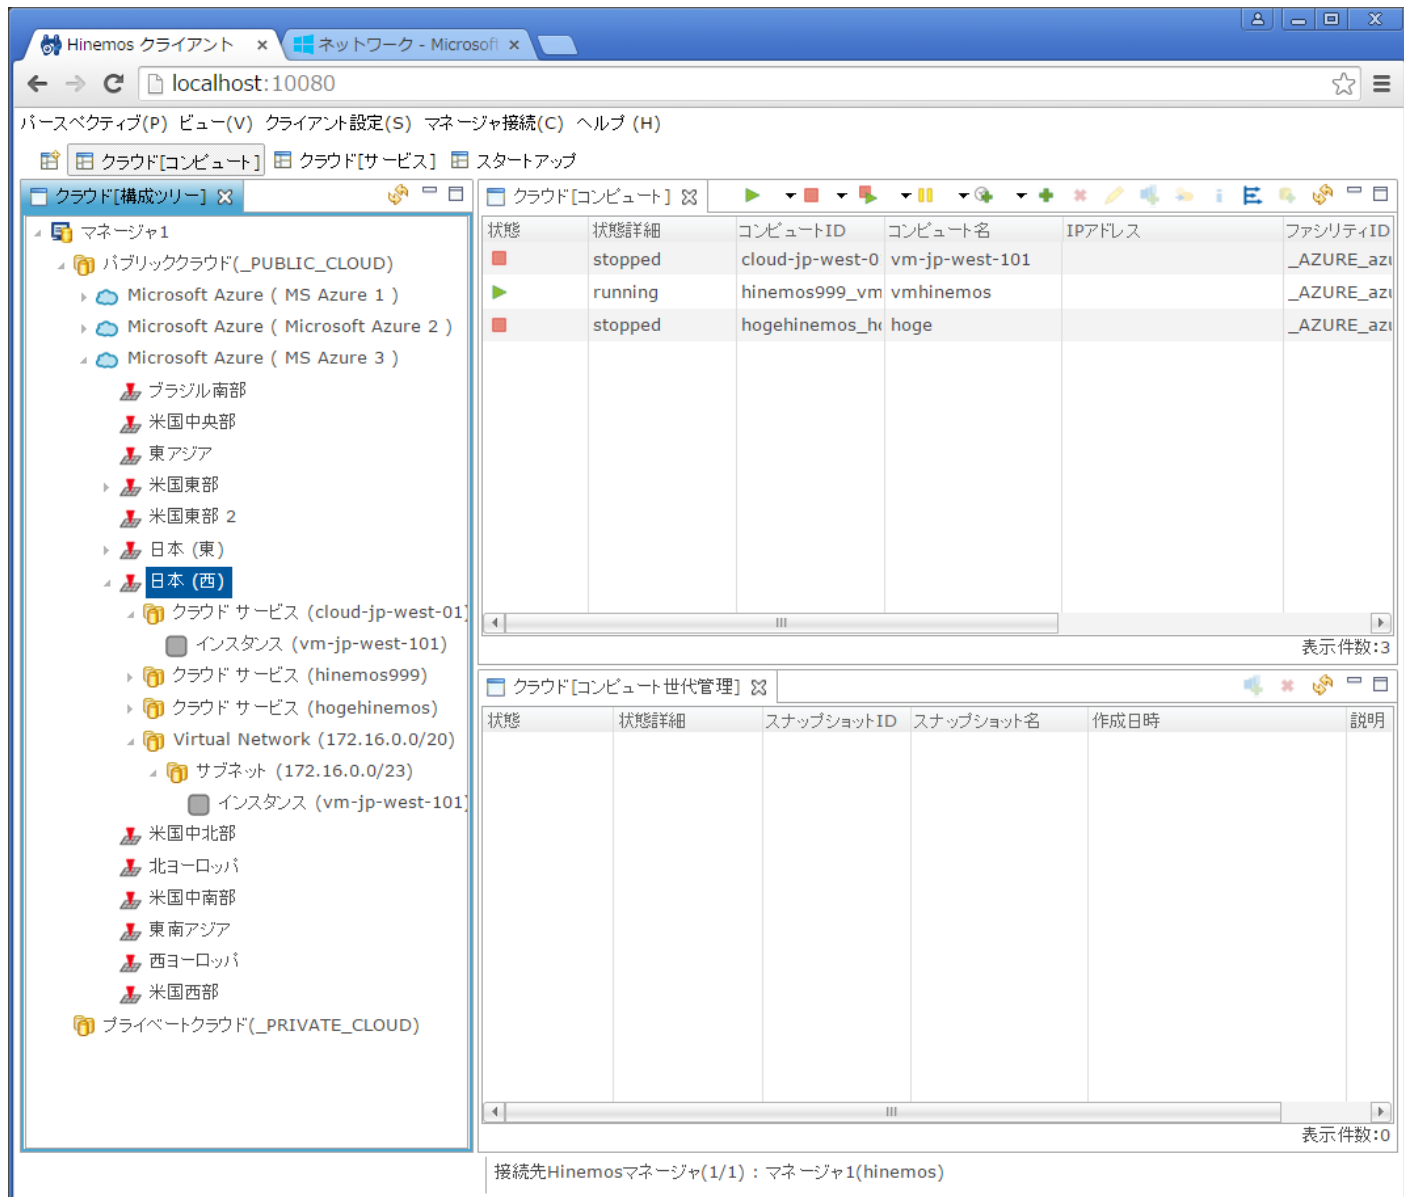 Hinemos クライアント
ネットワーク - Microsoft
localhost:10080
パースペクティブ(P) ビュー(V) クライアント設定(S) マネージャ接続(C) ヘルプ (H)
クラウド[コンピュート] クラウド[サービス] スタートアップ
クラウド[構成ツリー]
マネージャ1
パブリッククラウド(_PUBLIC_CLOUD)
Microsoft Azure ( MS Azure 1 )
Microsoft Azure ( Microsoft Azure 2 )
Microsoft Azure ( MS Azure 3 )
ブラジル南部
米国中央部
東アジア
米国東部
米国東部 2
日本 (東)
日本 (西)
クラウド サービス (cloud-jp-west-01)
インスタンス (vm-jp-west-101)
クラウド サービス (hinemos999)
クラウド サービス (hogehinemos)
Virtual Network (172.16.0.0/20)
サブネット (172.16.0.0/23)
インスタンス (vm-jp-west-101)
米国中北部
北ヨーロッパ
米国中南部
東南アジア
西ヨーロッパ
米国西部
プライベートクラウド(_PRIVATE_CLOUD)
クラウド[コンピュート]
状態 状態詳細 コンピュートID コンピュート名 IPアドレス ファシリティID
stopped cloud-jp-west-0 vm-jp-west-101 _AZURE_azu
running hinemos999_vm vmhinemos _AZURE_azu
stopped hogehinemos_ho hoge _AZURE_azu
表示件数:3
クラウド[コンピュート世代管理]
状態 状態詳細 スナップショットID スナップショット名 作成日時 説明
表示件数:0
接続先Hinemosマネージャ(1/1) : マネージャ1(hinemos)